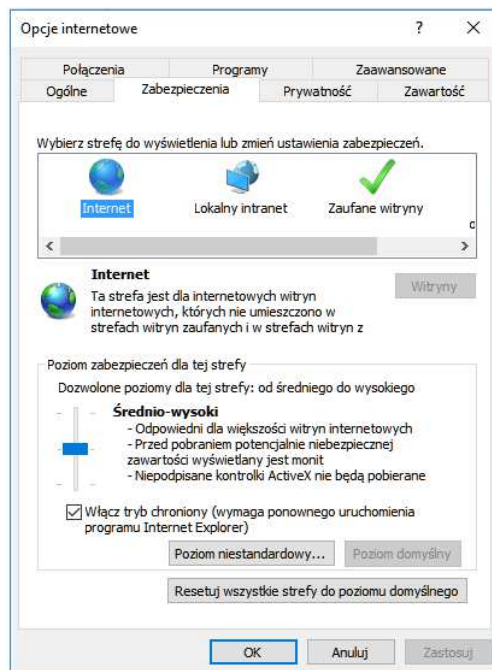 Opcje internetowe
Połączenia Programy Zaawansowane
Ogólne Zabezpieczenia Prywatność Zawartość
Wybierz strefę do wyświetlenia lub zmień ustawienia zabezpieczeń.
Internet Lokalny intranet Zaufane witryny
Internet
Witryny
Ta strefa jest dla internetowych witryn
internetowych, których nie umieszczono w
strefach witryn zaufanych i w strefach witryn z
Poziom zabezpieczeń dla tej strefy
Dozwolone poziomy dla tej strefy: od średniego do wysokiego
Średnio-wysoki
- Odpowiedni dla większości witryn internetowych
- Przed pobraniem potencjalnie niebezpiecznej
zawartości wyświetlany jest monit
- Niepodpisane kontrolki ActiveX nie będą pobierane
Włącz tryb chroniony (wymaga ponownego uruchomienia
programu Internet Explorer)
Poziom niestandardowy... Poziom domyślny
Resetuj wszystkie strefy do poziomu domyślnego
OK Anuluj Zastosuj